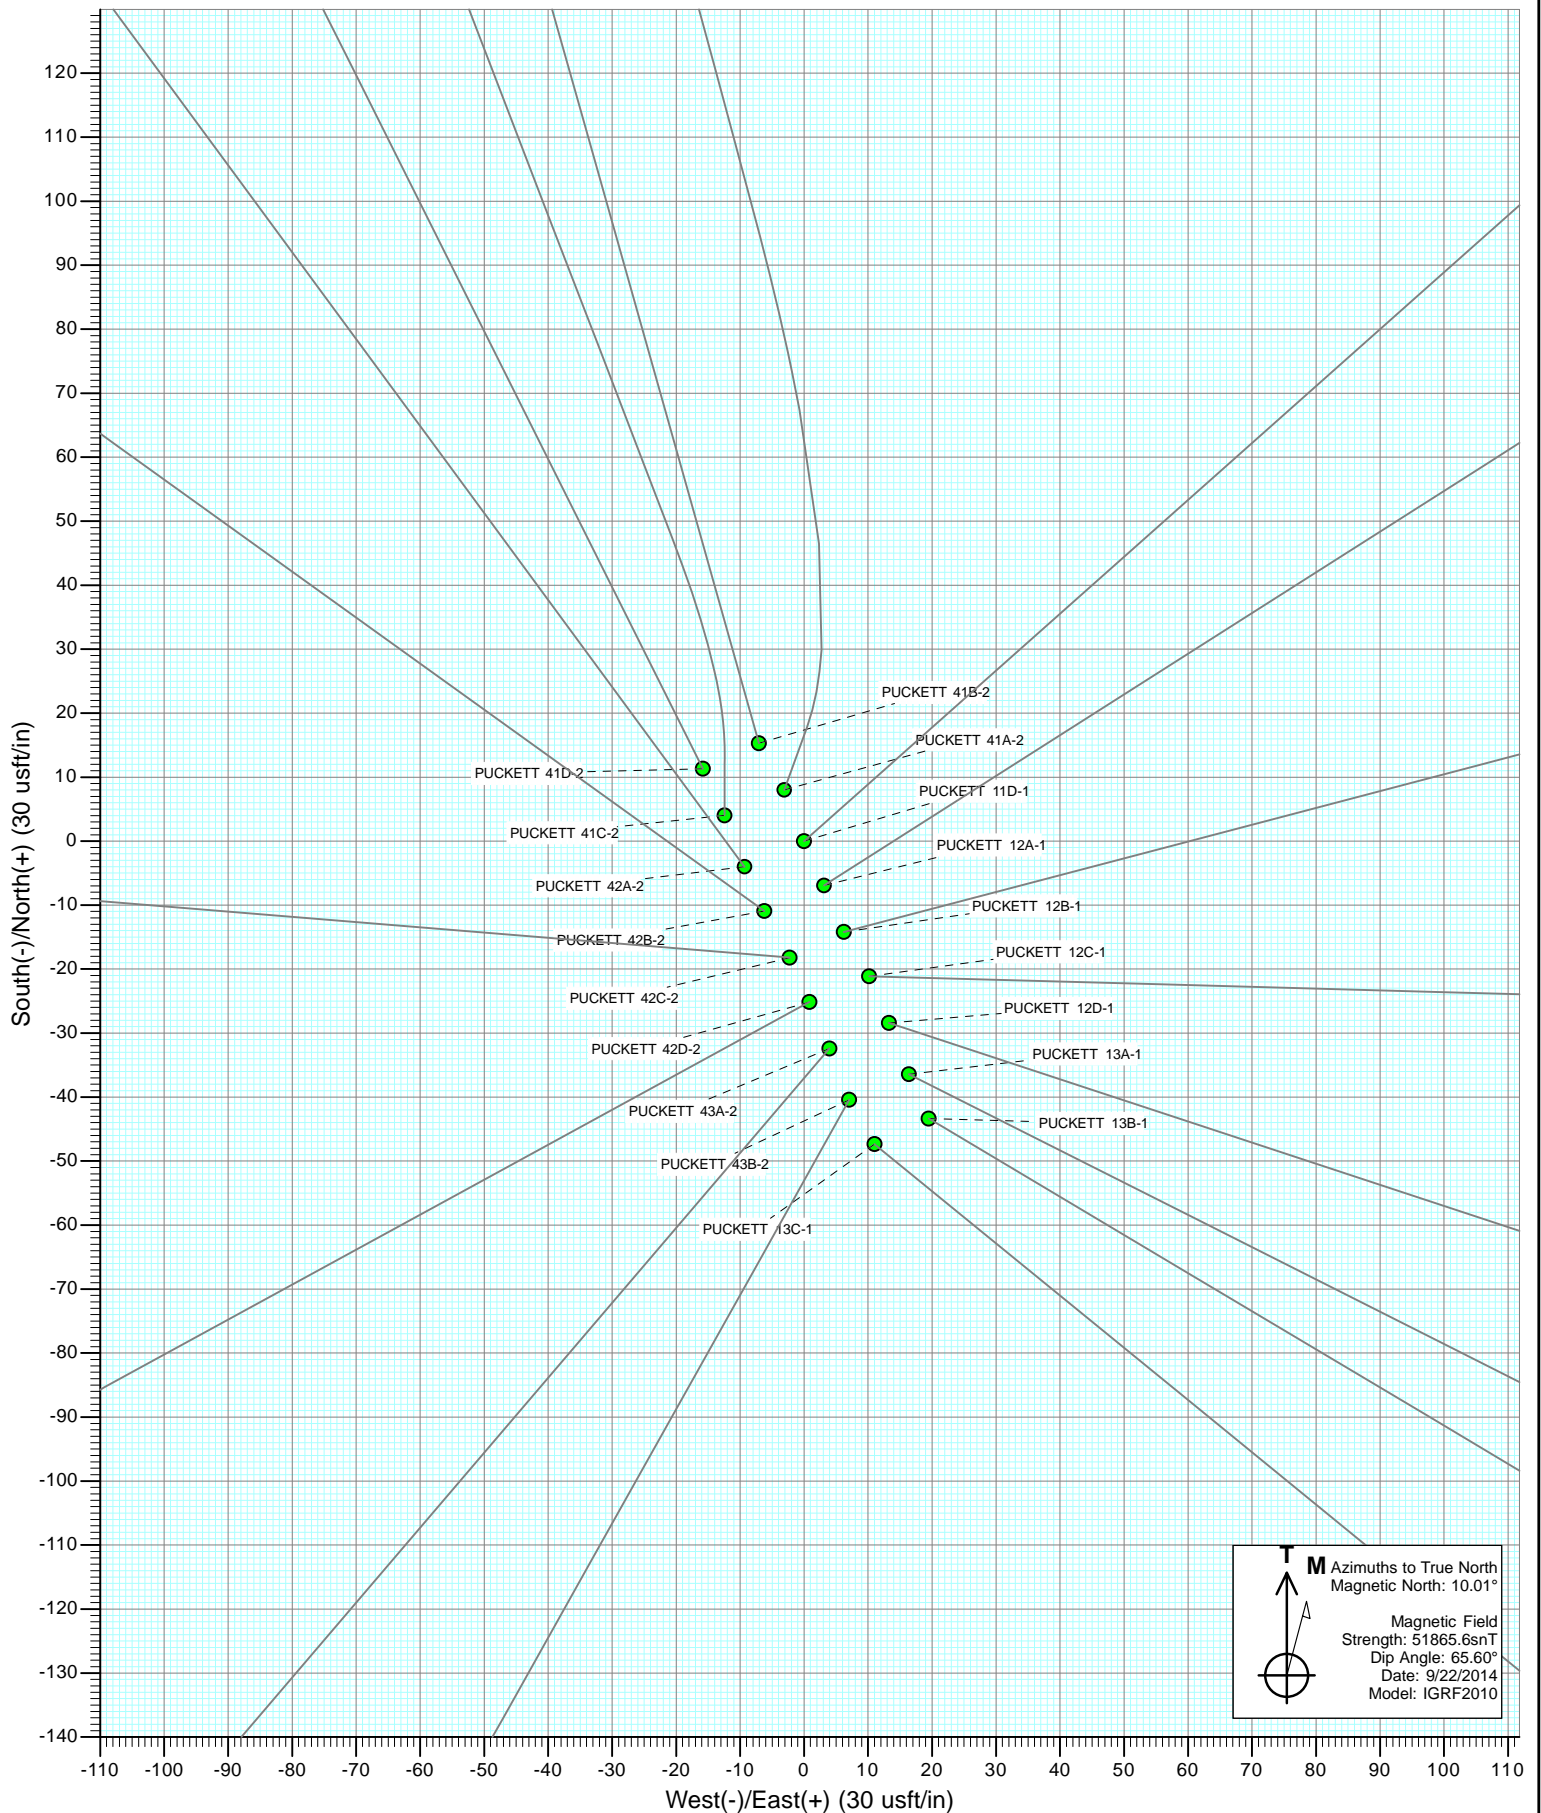 120
110
100
90
80
70
60
50
40
30
20
10
0
-10
-20
-30
-40
-50
-60
-70
-80
-90
-100
-110
-120
-130
-140
South(-)/North(+) (30 usft/in)
PUCKETT 41B-2
PUCKETT 41A-2
PUCKETT 41D-2
PUCKETT 11D-1
PUCKETT 41C-2
PUCKETT 12A-1
PUCKETT 42A-2
PUCKETT 12B-1
PUCKETT 42B-2
PUCKETT 12C-1
PUCKETT 42C-2
PUCKETT 12D-1
PUCKETT 42D-2
PUCKETT 13A-1
PUCKETT 43A-2
PUCKETT 13B-1
PUCKETT 43B-2
PUCKETT 13C-1
T
M Azimuths to True North
Magnetic North: 10.01°
Magnetic Field
Strength: 51865.6snT
Dip Angle: 65.60°
Date: 9/22/2014
Model: IGRF2010
-110 -100 -90 -80 -70 -60 -50 -40 -30 -20 -10 0 10 20 30 40 50 60 70 80 90 100 110
West(-)/East(+) (30 usft/in)